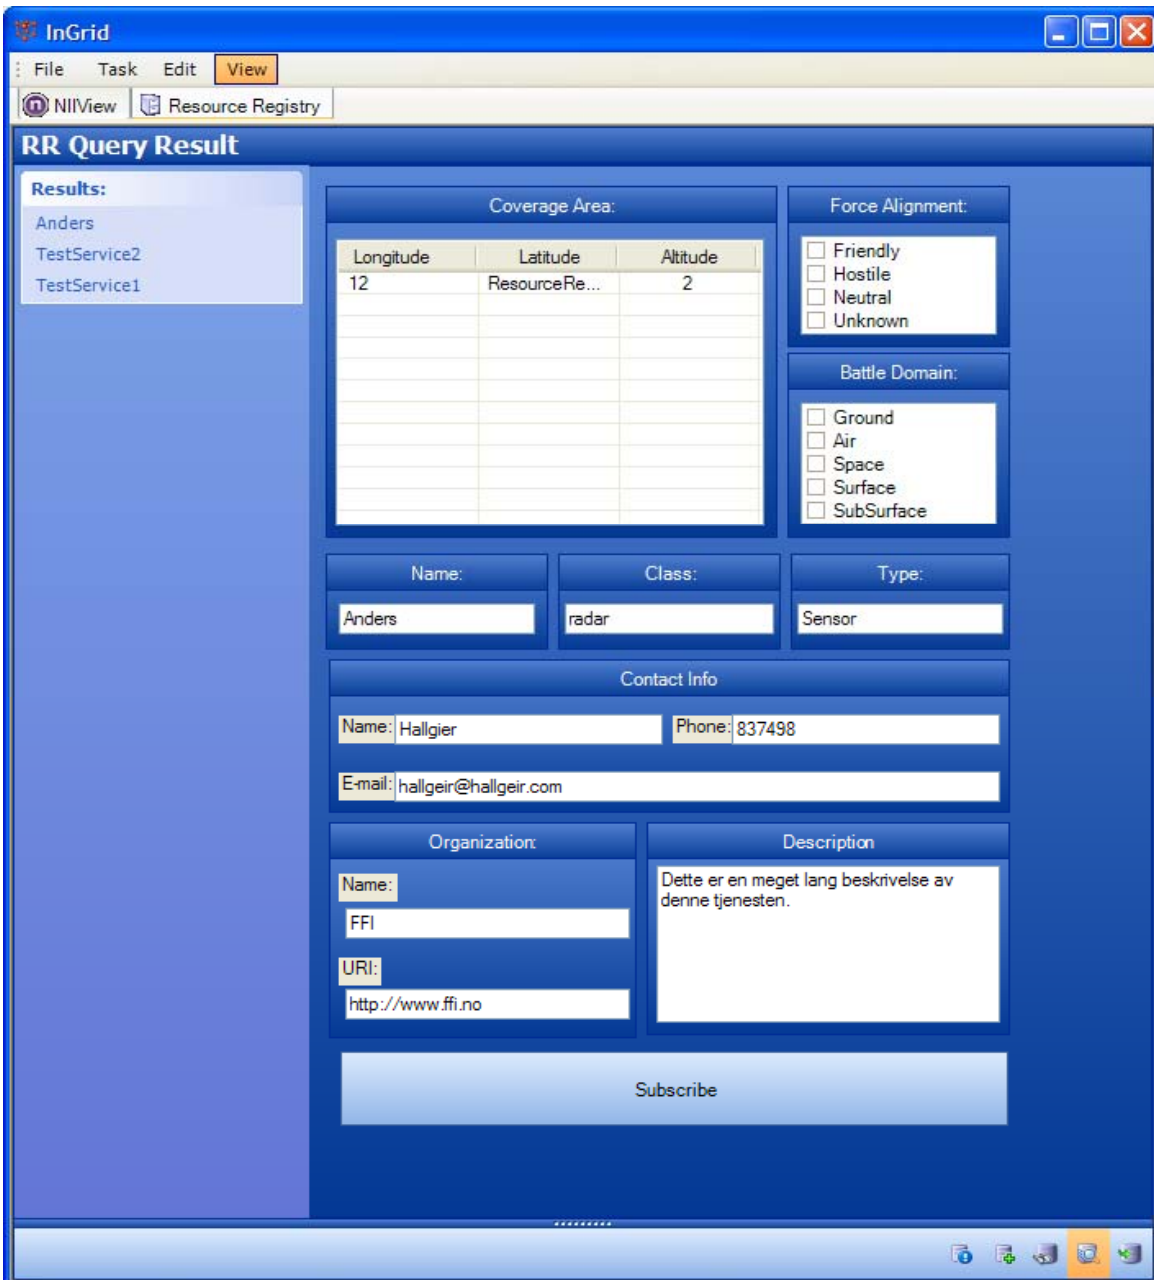 InGrid
File Task Edit View
NIIView Resource Registry
RR Query Result
Results:
Anders
TestService2
TestService1
Coverage Area:
Longitude Latitude Altitude
12 ResourceRe... 2
Force Alignment:
Friendly
Hostile
Neutral
Unknown
Battle Domain:
Ground
Air
Space
Surface
SubSurface
Name:
Anders
Class:
radar
Type:
Sensor
Contact Info
Name: Hallgier Phone: 837498
E-mail: hallgeir@hallgeir.com
Organization:
Name:
FFI
URI:
http://www.ffi.no
Description
Dette er en meget lang beskrivelse av
denne tjenesten.
Subscribe